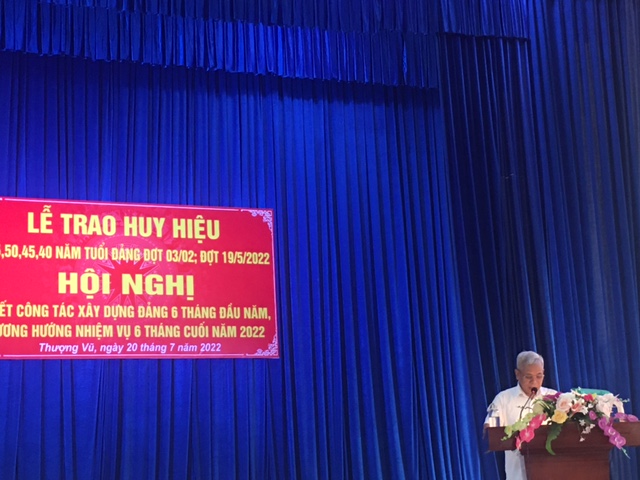 LỄ TRAO HUY HIỆU
,50,45,40 NĂM TUỔI ĐẢNG ĐỢT 03/02; ĐỢT 19/5/2022
HỘI NGHỊ
ẾT CÔNG TÁC XÂY DỰNG ĐẢNG 6 THÁNG ĐẦU NĂM,
ƯƠNG HƯỚNG NHIỆM VỤ 6 THÁNG CUỐI NĂM 2022
Thượng Vũ, ngày 20 tháng 7 năm 2022